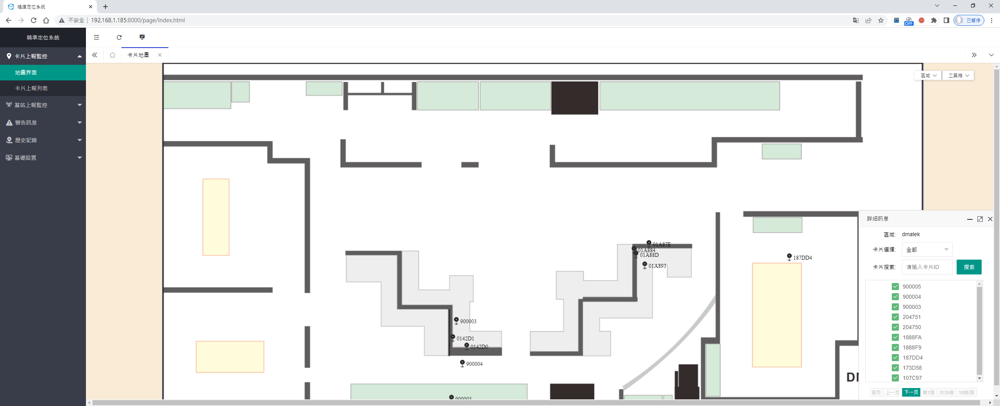 精準定位系統
不安全 192.168.1.185:8000/page/index.html
OFF
已暫停
精準定位系統
卡片上報監控
地圖界面
卡片上報列表
基站上報監控
警告訊息
歷史記錄
基礎設置
卡片地圖
區域 工具箱
01A87E
01A884
01A88D
01A893
187DD4
900003
0142D1
0142D0
900004
900005
詳細訊息
區域: dmatek
卡片選擇: 全部
卡片搜索: 请输入卡片ID 搜索
900005
900004
900003
204751
204750
1888FA
1888F9
187DD4
173D58
107C97
首页 上一页 下一页 第1頁 共35條 10條/頁